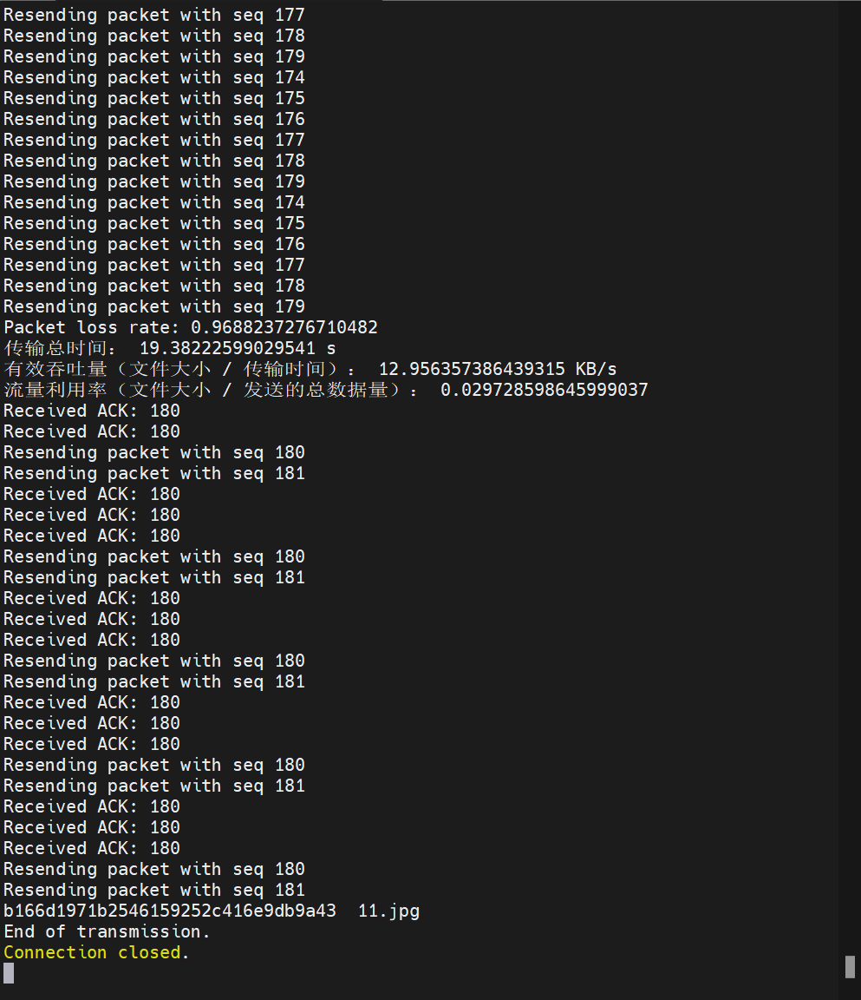 Resending packet with seq 177
Resending packet with seq 178
Resending packet with seq 179
Resending packet with seq 174
Resending packet with seq 175
Resending packet with seq 176
Resending packet with seq 177
Resending packet with seq 178
Resending packet with seq 179
Resending packet with seq 174
Resending packet with seq 175
Resending packet with seq 176
Resending packet with seq 177
Resending packet with seq 178
Resending packet with seq 179
Packet loss rate: 0.9688237276710482
传输总时间： 19.38222599029541 s
有效吞吐量（文件大小 / 传输时间）： 12.956357386439315 KB/s
流量利用率（文件大小 / 发送的总数据量）： 0.029728598645999037
Received ACK: 180
Received ACK: 180
Resending packet with seq 180
Resending packet with seq 181
Received ACK: 180
Received ACK: 180
Received ACK: 180
Resending packet with seq 180
Resending packet with seq 181
Received ACK: 180
Received ACK: 180
Received ACK: 180
Resending packet with seq 180
Resending packet with seq 181
Received ACK: 180
Received ACK: 180
Received ACK: 180
Resending packet with seq 180
Resending packet with seq 181
Received ACK: 180
Received ACK: 180
Received ACK: 180
Resending packet with seq 180
Resending packet with seq 181
b166d1971b2546159252c416e9db9a43  11.jpg
End of transmission.
Connection closed.